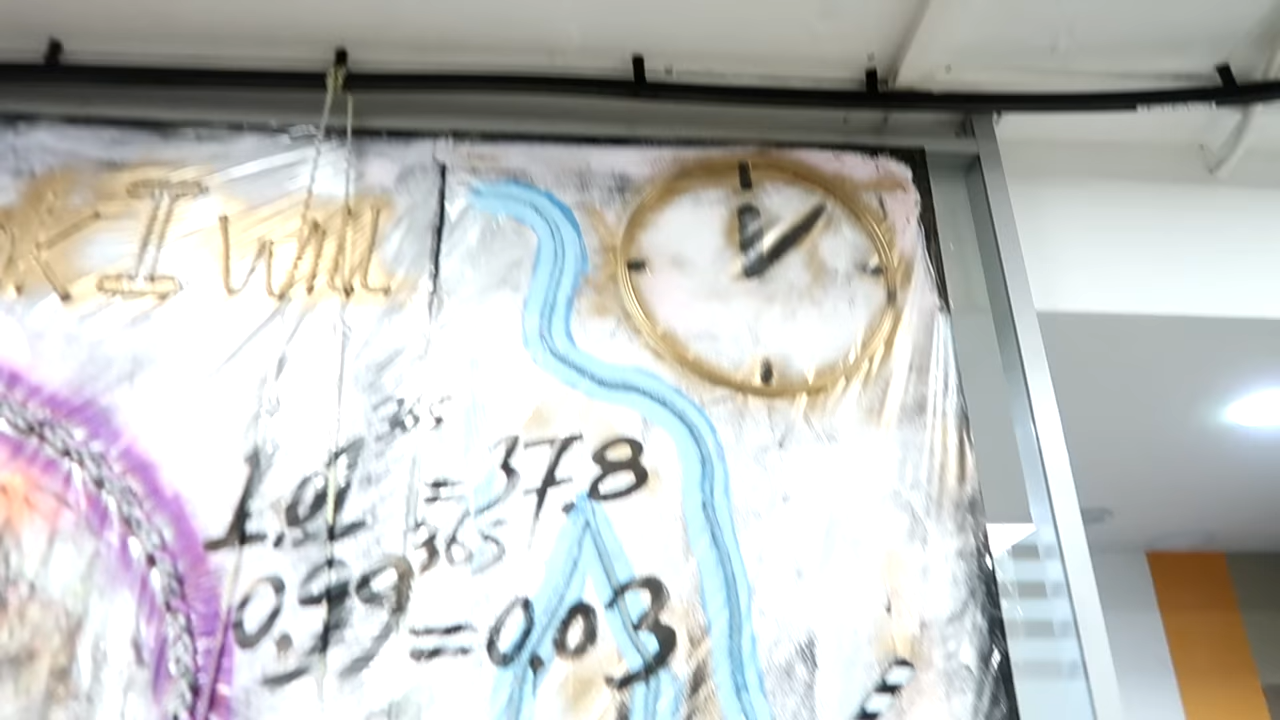 I will
1.01³⁶⁵ = 37.8
0.99³⁶⁵ = 0.03